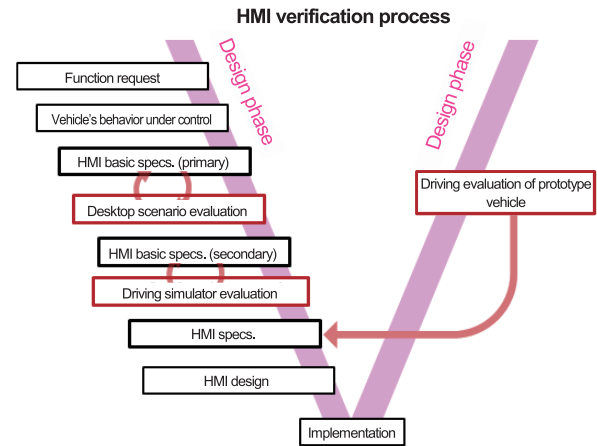 HMI verification process
Design phase
Design phase
Function request
Vehicle's behavior under control
HMI basic specs. (primary)
Desktop scenario evaluation
HMI basic specs. (secondary)
Driving simulator evaluation
HMI specs.
HMI design
Implementation
Driving evaluation of prototype
vehicle